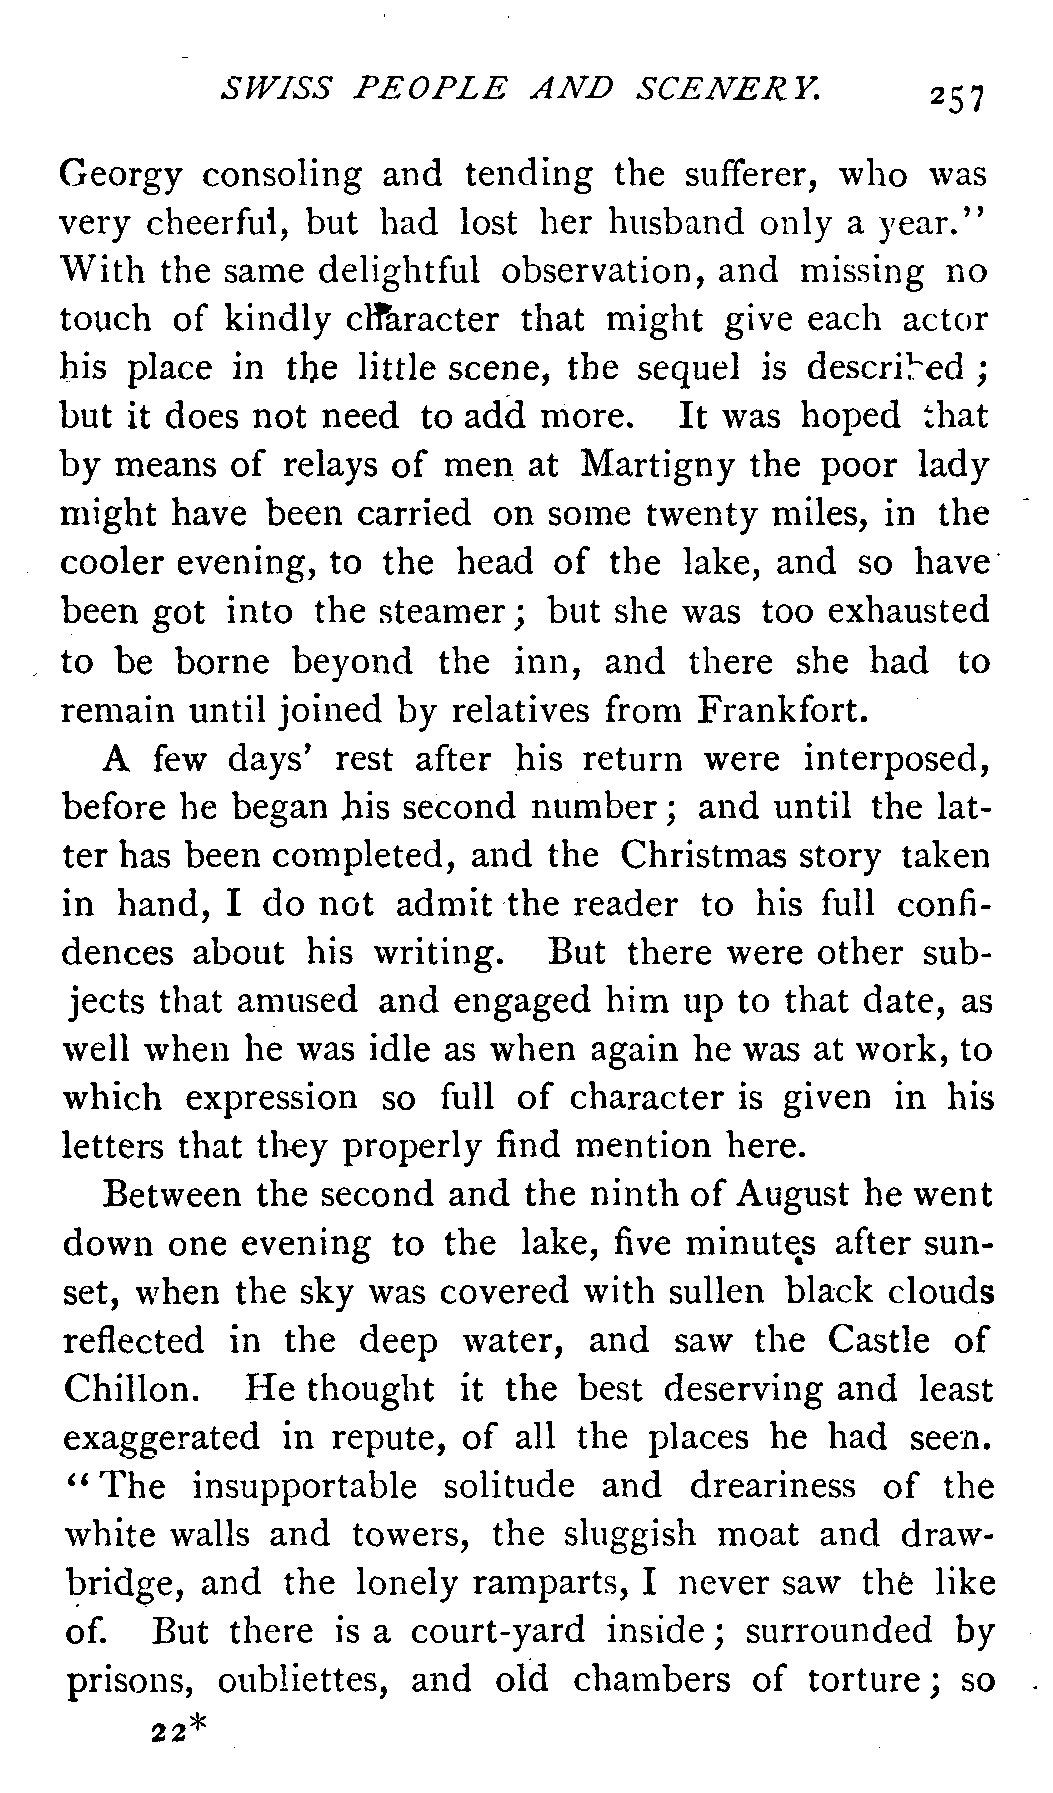 SWISS PEOPLE AND SCENERY. 257
Georgy consoling and tending the sufferer, who was
very cheerful, but had lost her husband only a year.”
With the same delightful observation, and missing no
touch of kindly character that might give each actor
his place in the little scene, the sequel is described ;
but it does not need to add more. It was hoped that
by means of relays of men at Martigny the poor lady
might have been carried on some twenty miles, in the
cooler evening, to the head of the lake, and so have
been got into the steamer ; but she was too exhausted
to be borne beyond the inn, and there she had to
remain until joined by relatives from Frankfort.
A few days’ rest after his return were interposed,
before he began his second number ; and until the lat-
ter has been completed, and the Christmas story taken
in hand, I do not admit the reader to his full confi-
dences about his writing. But there were other sub-
jects that amused and engaged him up to that date, as
well when he was idle as when again he was at work, to
which expression so full of character is given in his
letters that they properly find mention here.
Between the second and the ninth of August he went
down one evening to the lake, five minutes after sun-
set, when the sky was covered with sullen black clouds
reflected in the deep water, and saw the Castle of
Chillon. He thought it the best deserving and least
exaggerated in repute, of all the places he had seen.
“ The insupportable solitude and dreariness of the
white walls and towers, the sluggish moat and draw-
bridge, and the lonely ramparts, I never saw the like
of. But there is a court-yard inside ; surrounded by
prisons, oubliettes, and old chambers of torture ; so
22*